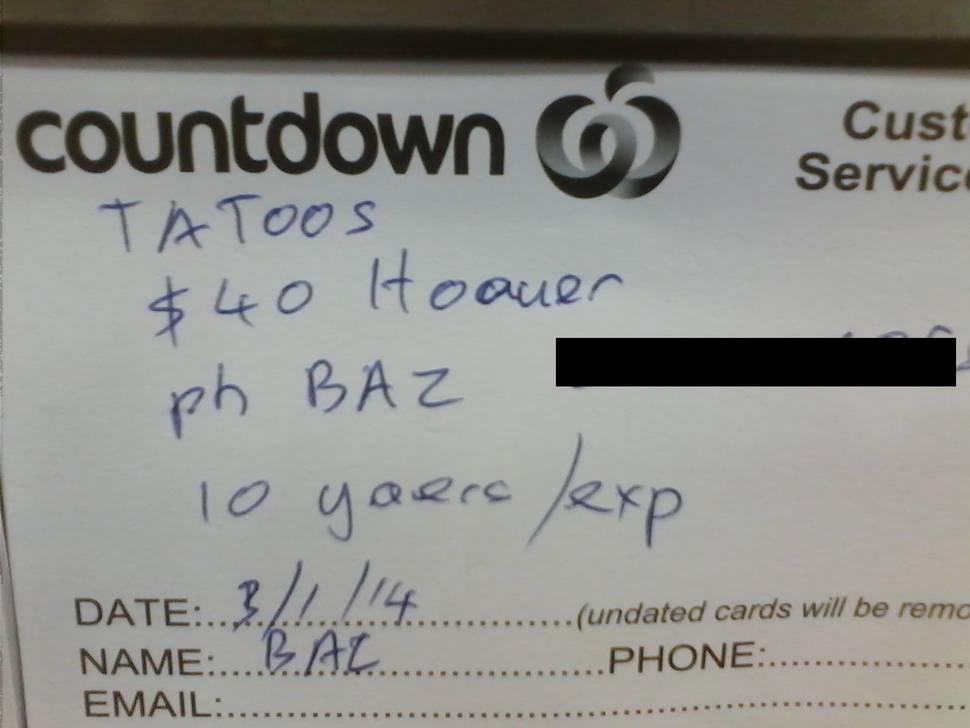 countdown
Cust
Service
TATOOS
$40 Hoauer
ph BAZ
10 yaers /exp
DATE:..3/1/14.............(undated cards will be remo
NAME:....BAZ....................PHONE:..............
EMAIL:..........................................